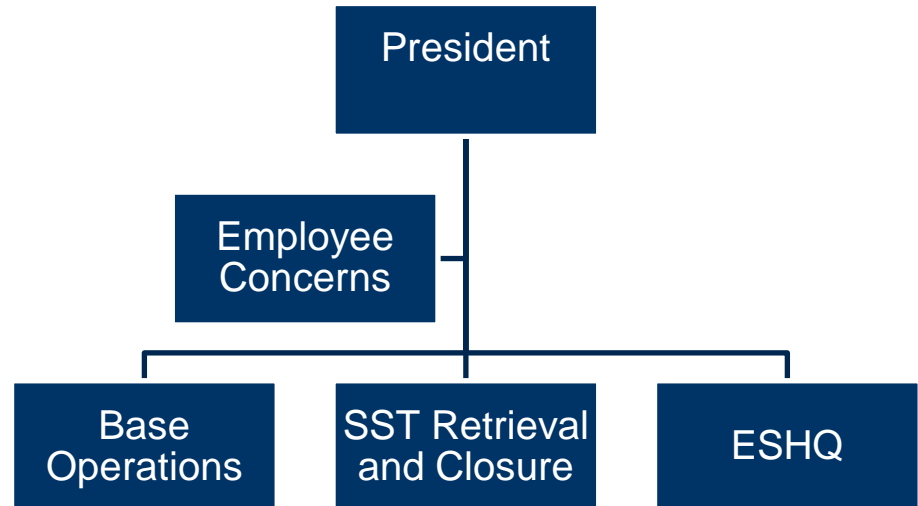 President
Employee
Concerns
Base
Operations
SST Retrieval
and Closure
ESHQ